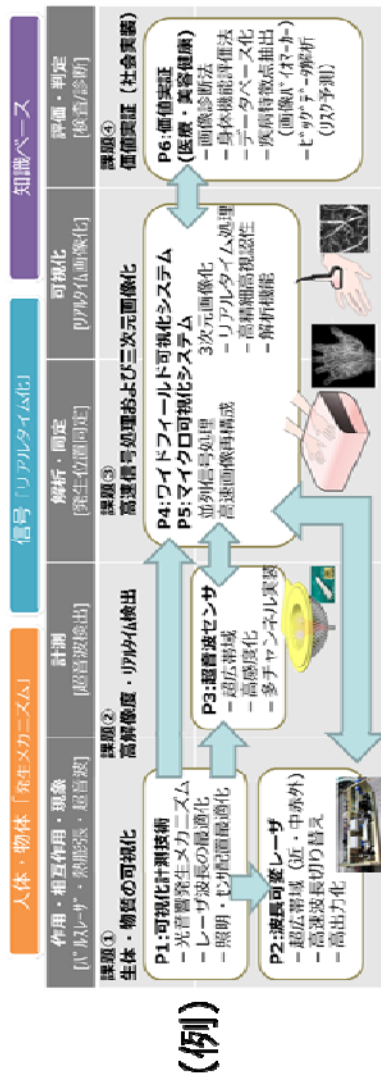 (例)
人体・物体「発生メカニズム」
信号「リアルタイム化」
知識ベース
作用・相互作用・現象
[パルスレーザ・熱膨張・超音波]
計測
[超音波検出]
解析・同定
[発生位置同定]
可視化
[リアルタイム画像化]
評価・判定
[検査/診断]
課題①
生体・物質の可視化
課題②
高解像度・リアルタイム検出
課題③
高速信号処理および三次元画像化
課題④
価値実証(社会実装)
P1:可視化計測技術
– 光音響発生メカニズム
– レーザ波長の最適化
– 照明・センサ配置最適化
P2:波長可変レーザ
– 超広帯域(近・中赤外)
– 高速波長切り替え
– 高出力化
P3:超音波センサ
– 超広帯域
– 高感度化
– 多チャンネル実装
P4:ワイドフィールド可視化システム
P5:マイクロ可視化システム
並列信号処理
高速画像再構成
3次元画像化
– リアルタイム処理
– 高精細高視認性
– 解析機能
P6:価値実証
(医療・美容健康)
– 画像診断法
– 身体機能評価法
– データベース化
– 疾病特徴点抽出
(画像バイオマーカー)
– ビッグデータ解析
(リスク予測)